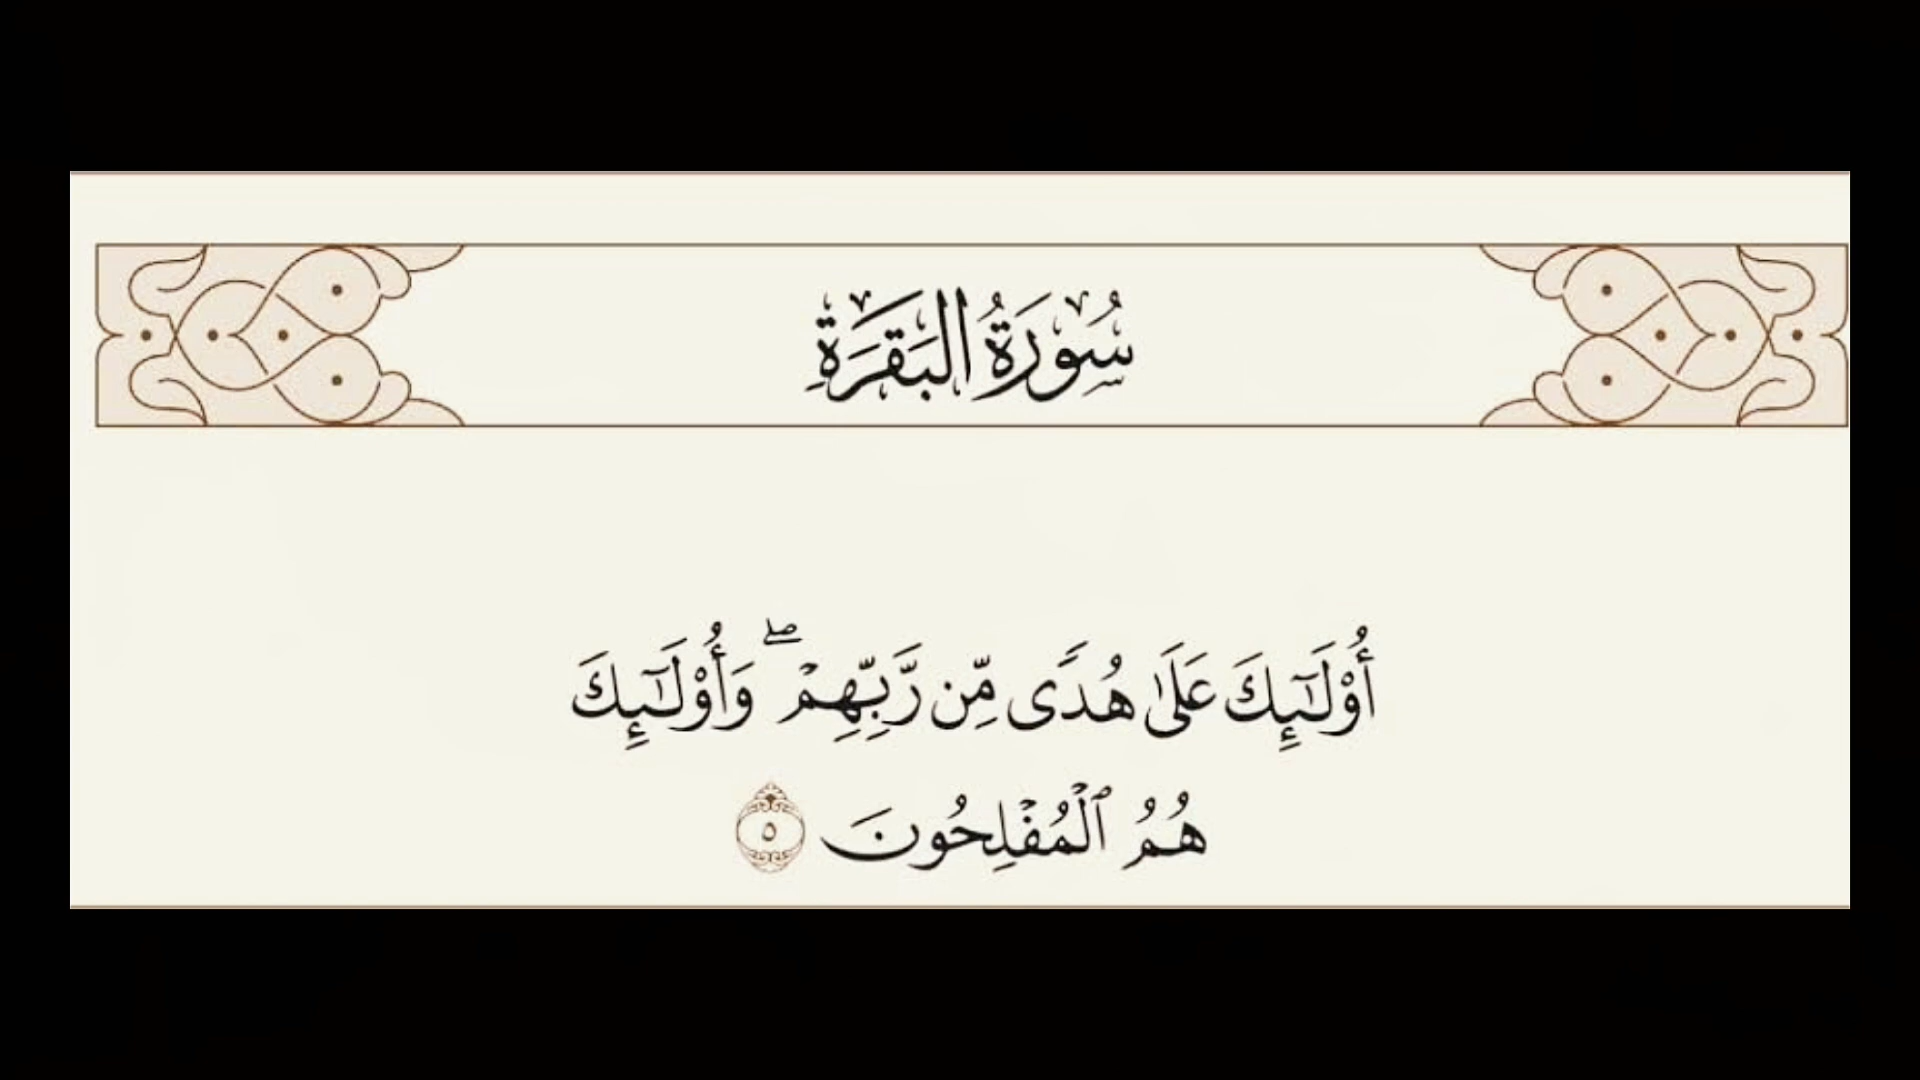 سُورَةُ البَقَرَةِ
أُوْلَـٰٓئِكَ عَلَىٰ هُدًى مِّن رَّبِّهِمۡۖ وَأُوْلَـٰٓئِكَ
هُمُ ٱلۡمُفۡلِحُونَ ٥